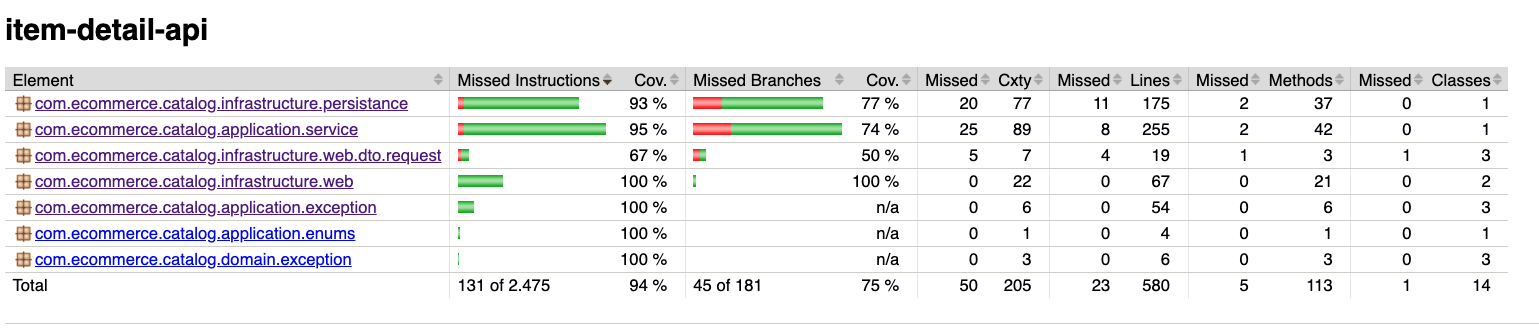 item-detail-api
Element Missed Instructions Cov. Missed Branches Cov. Missed Cxty Missed Lines Missed Methods Missed Classes
com.ecommerce.catalog.infrastructure.persistance 93 % 77 % 20 77 11 175 2 37 0 1
com.ecommerce.catalog.application.service 95 % 74 % 25 89 8 255 2 42 0 1
com.ecommerce.catalog.infrastructure.web.dto.request 67 % 50 % 5 7 4 19 1 3 1 3
com.ecommerce.catalog.infrastructure.web 100 % 100 % 0 22 0 67 0 21 0 2
com.ecommerce.catalog.application.exception 100 % n/a 0 6 0 54 0 6 0 3
com.ecommerce.catalog.application.enums 100 % n/a 0 1 0 4 0 1 0 1
com.ecommerce.catalog.domain.exception 100 % n/a 0 3 0 6 0 3 0 3
Total 131 of 2.475 94 % 45 of 181 75 % 50 205 23 580 5 113 1 14